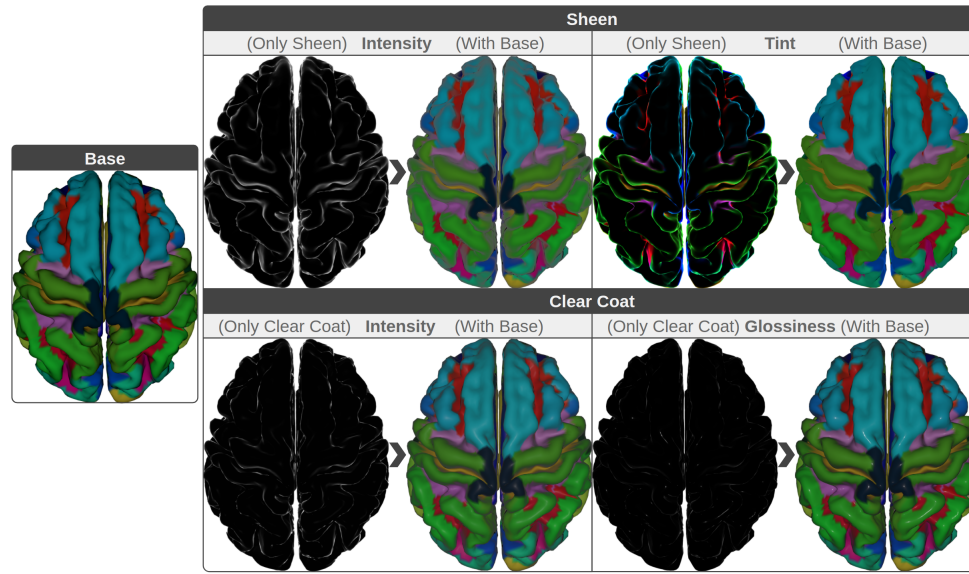 Base
Sheen
(Only Sheen) Intensity (With Base)
(Only Sheen) Tint (With Base)
Clear Coat
(Only Clear Coat) Intensity (With Base)
(Only Clear Coat) Glossiness (With Base)